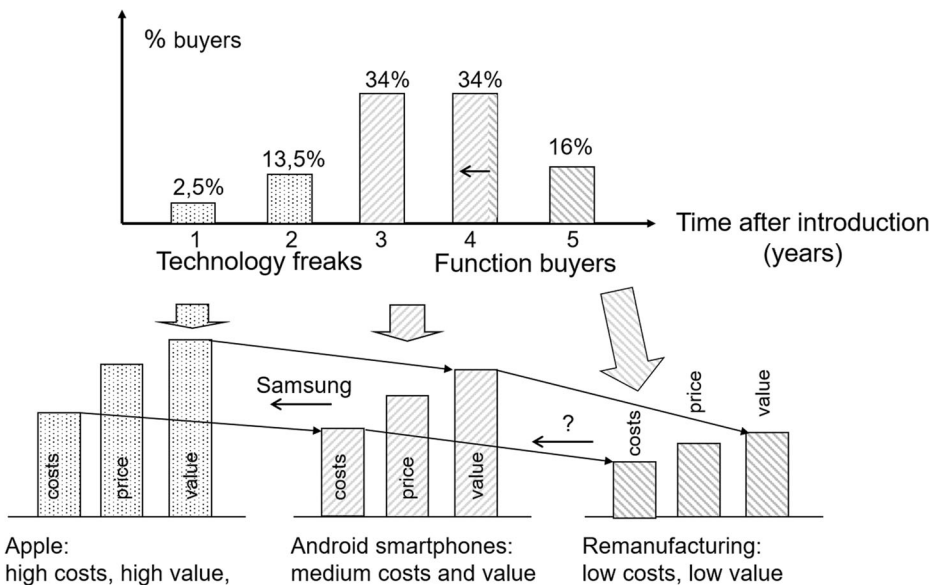 % buyers
34%
34%
16%
13,5%
2,5%
1
2
3
4
5
Time after introduction
(years)
Technology freaks
Function buyers
Samsung
?
costs
price
value
costs
price
value
costs
price
value
Apple:
high costs, high value,
Android smartphones:
medium costs and value
Remanufacturing:
low costs, low value